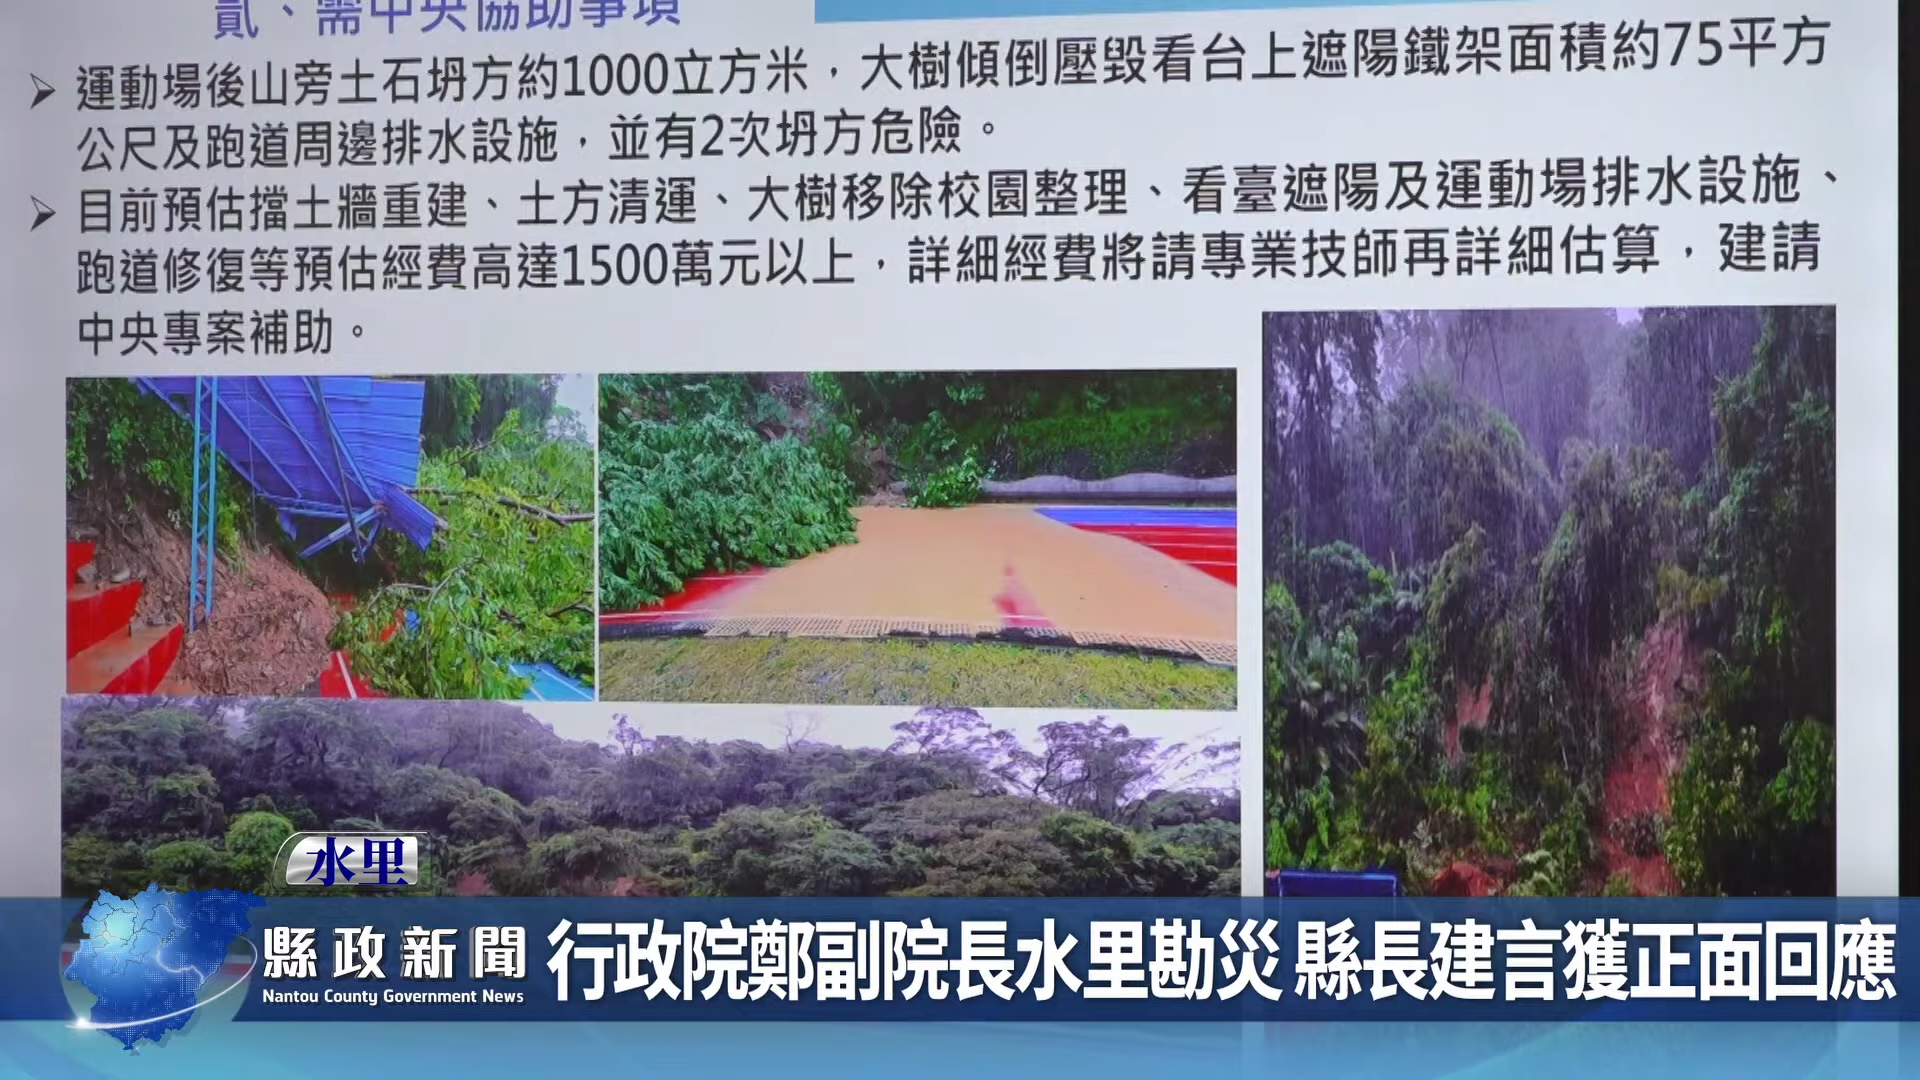 貳、需中央協助事項
➤ 運動場後山旁土石坍方約1000立方米，大樹傾倒壓毀看台上遮陽鐵架面積約75平方
公尺及跑道周邊排水設施，並有2次坍方危險。
➤ 目前預估擋土牆重建、土方清運、大樹移除校園整理、看臺遮陽及運動場排水設施、
跑道修復等預估經費高達1500萬元以上，詳細經費將請專業技師再詳細估算，建請
中央專案補助。
水里
縣政新聞
Nantou County Government News
行政院鄭副院長水里勘災 縣長建言獲正面回應